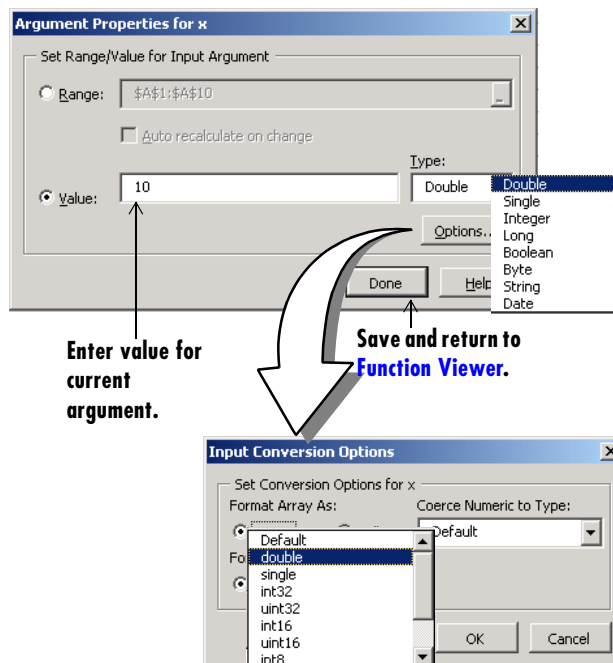 Argument Properties for x
Set Range/Value for Input Argument
Range:
$A$1:$A$10
Auto recalculate on change
Type:
Value:
10
Double
Double
Single
Integer
Long
Boolean
Byte
String
Date
Options..
Done
Help
Enter value for
current
argument.
Save and return to
Function Viewer.
Input Conversion Options
Set Conversion Options for x
Format Array As:
Coerce Numeric to Type:
Default
Default
double
single
int32
uint32
int16
uint16
int8
OK
Cancel